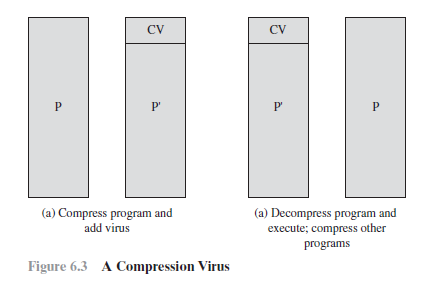 CV
CV
P
P'
P'
P
(a) Compress program and
add virus
(a) Decompress program and
execute; compress other
programs
Figure 6.3 A Compression Virus